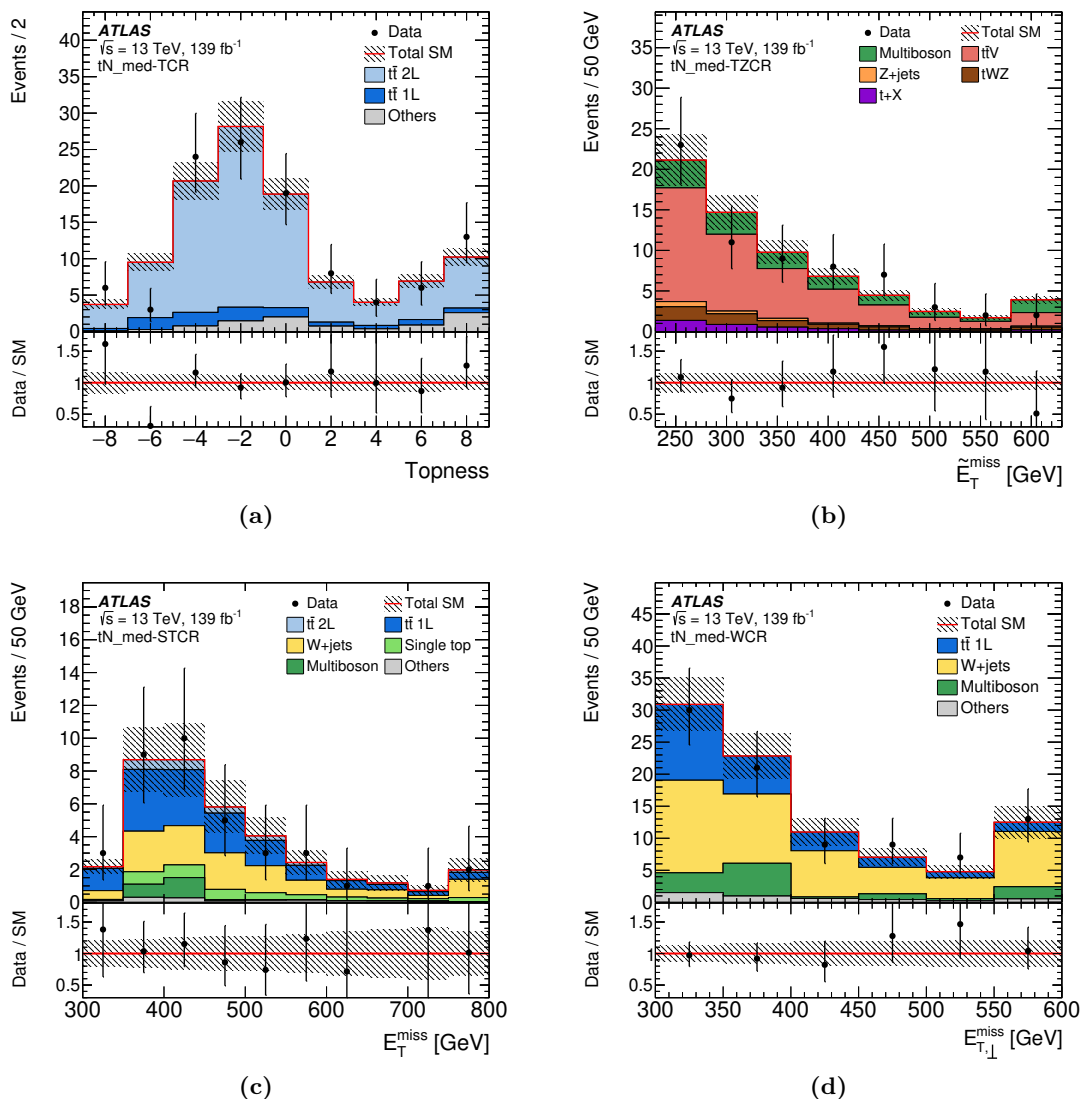 ATLAS
√s = 13 TeV, 139 fb⁻¹
tN_med-TCR
Data
Total SM
tt̄ 2L
tt̄ 1L
Others
Events / 2
40
35
30
25
20
15
10
5
0
Data / SM
1.5
1
0.5
−8 −6 −4 −2 0 2 4 6 8
Topness
(a)
ATLAS
√s = 13 TeV, 139 fb⁻¹
tN_med-TZCR
Data Total SM
Multiboson tt̄V
Z+jets tWZ
t+X
Events / 50 GeV
40
35
30
25
20
15
10
5
0
Data / SM
1.5
1
0.5
250 300 350 400 450 500 550 600
Ẽ_T^miss [GeV]
(b)
ATLAS
√s = 13 TeV, 139 fb⁻¹
tN_med-STCR
Data Total SM
tt̄ 2L tt̄ 1L
W+jets Single top
Multiboson Others
Events / 50 GeV
18
16
14
12
10
8
6
4
2
0
Data / SM
1.5
1
0.5
300 400 500 600 700 800
E_T^miss [GeV]
(c)
ATLAS
√s = 13 TeV, 139 fb⁻¹
tN_med-WCR
Data
Total SM
tt̄ 1L
W+jets
Multiboson
Others
Events / 50 GeV
45
40
35
30
25
20
15
10
5
0
Data / SM
1.5
1
0.5
300 350 400 450 500 550 600
E_T,⊥^miss [GeV]
(d)